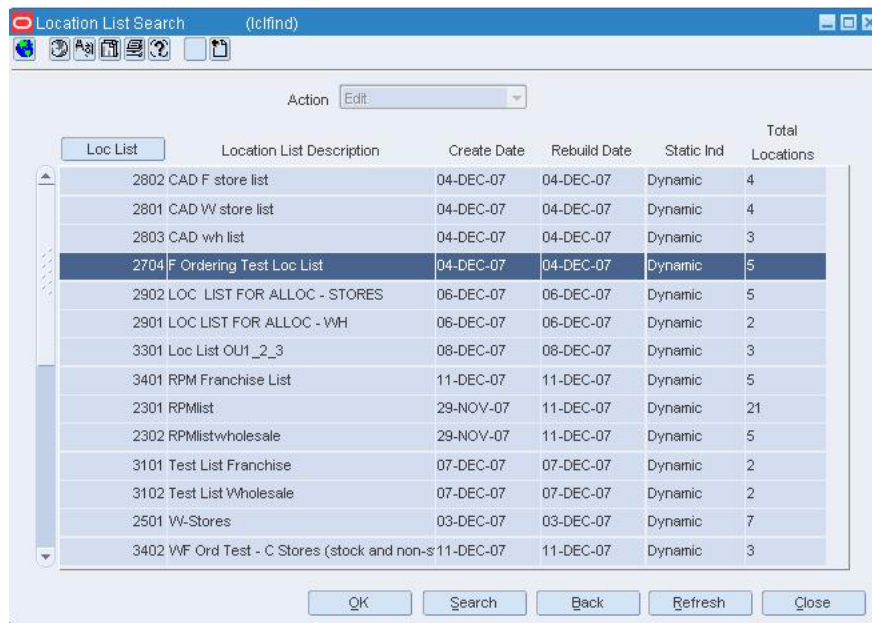 Location List Search (lclfind)
Action Edit
Total
Loc List Location List Description Create Date Rebuild Date Static Ind Locations
2802 CAD F store list 04-DEC-07 04-DEC-07 Dynamic 4
2801 CAD W store list 04-DEC-07 04-DEC-07 Dynamic 4
2803 CAD wh list 04-DEC-07 04-DEC-07 Dynamic 3
2704 F Ordering Test Loc List 04-DEC-07 04-DEC-07 Dynamic 5
2902 LOC LIST FOR ALLOC - STORES 06-DEC-07 06-DEC-07 Dynamic 5
2901 LOC LIST FOR ALLOC - WH 06-DEC-07 06-DEC-07 Dynamic 2
3301 Loc List OU1_2_3 08-DEC-07 08-DEC-07 Dynamic 3
3401 RPM Franchise List 11-DEC-07 11-DEC-07 Dynamic 5
2301 RPMlist 29-NOV-07 11-DEC-07 Dynamic 21
2302 RPMlistwholesale 29-NOV-07 11-DEC-07 Dynamic 5
3101 Test List Franchise 07-DEC-07 07-DEC-07 Dynamic 2
3102 Test List Wholesale 07-DEC-07 07-DEC-07 Dynamic 2
2501 W-Stores 03-DEC-07 03-DEC-07 Dynamic 7
3402 WF Ord Test - C Stores (stock and non-s 11-DEC-07 11-DEC-07 Dynamic 3
OK Search Back Refresh Close